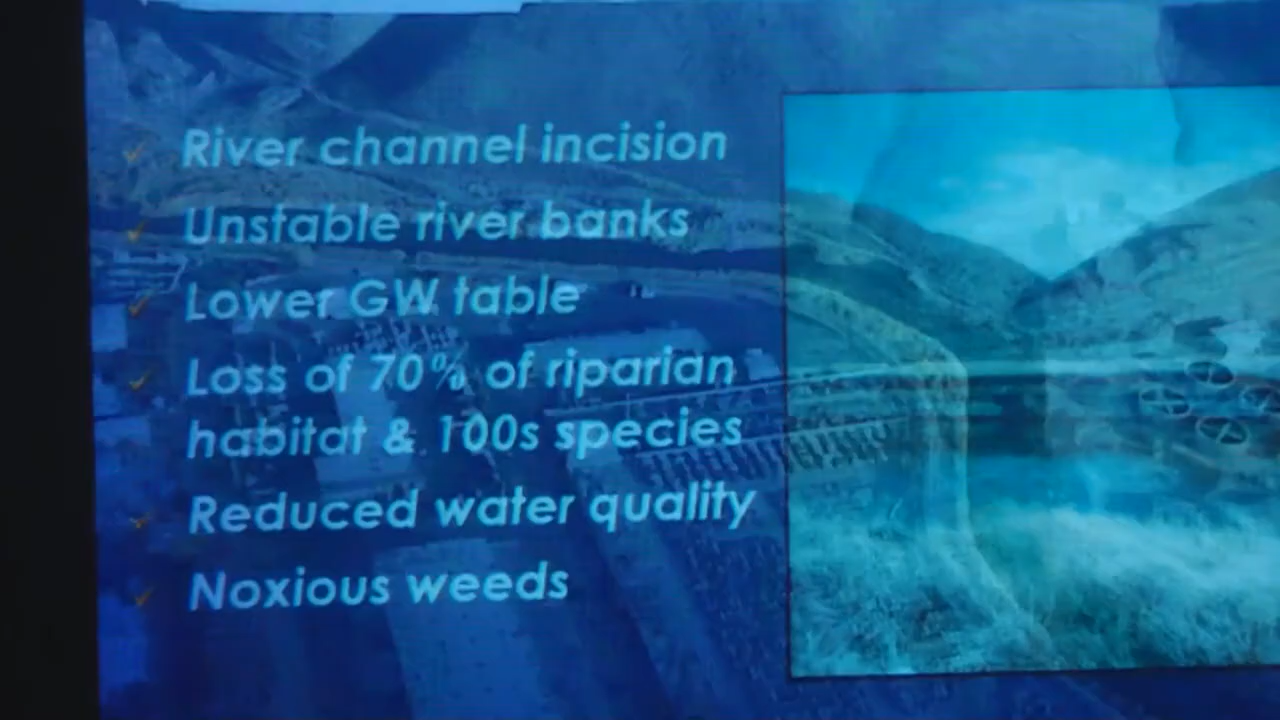 River channel incision
Unstable river banks
Lower GW table
Loss of 70% of riparian
habitat & 100s species
Reduced water quality
Noxious weeds